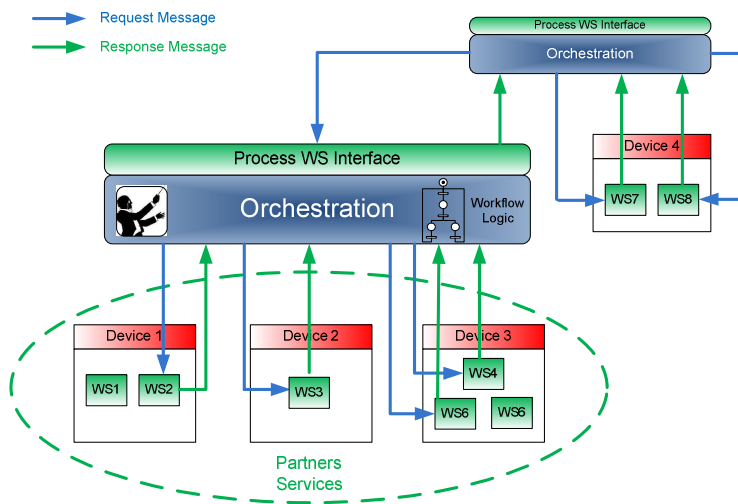 Request Message
Response Message
Process WS Interface
Orchestration
Device 4
WS7
WS8
Process WS Interface
Orchestration
Workflow
Logic
Device 1
WS1
WS2
Device 2
WS3
Device 3
WS4
WS6
WS6
Partners
Services